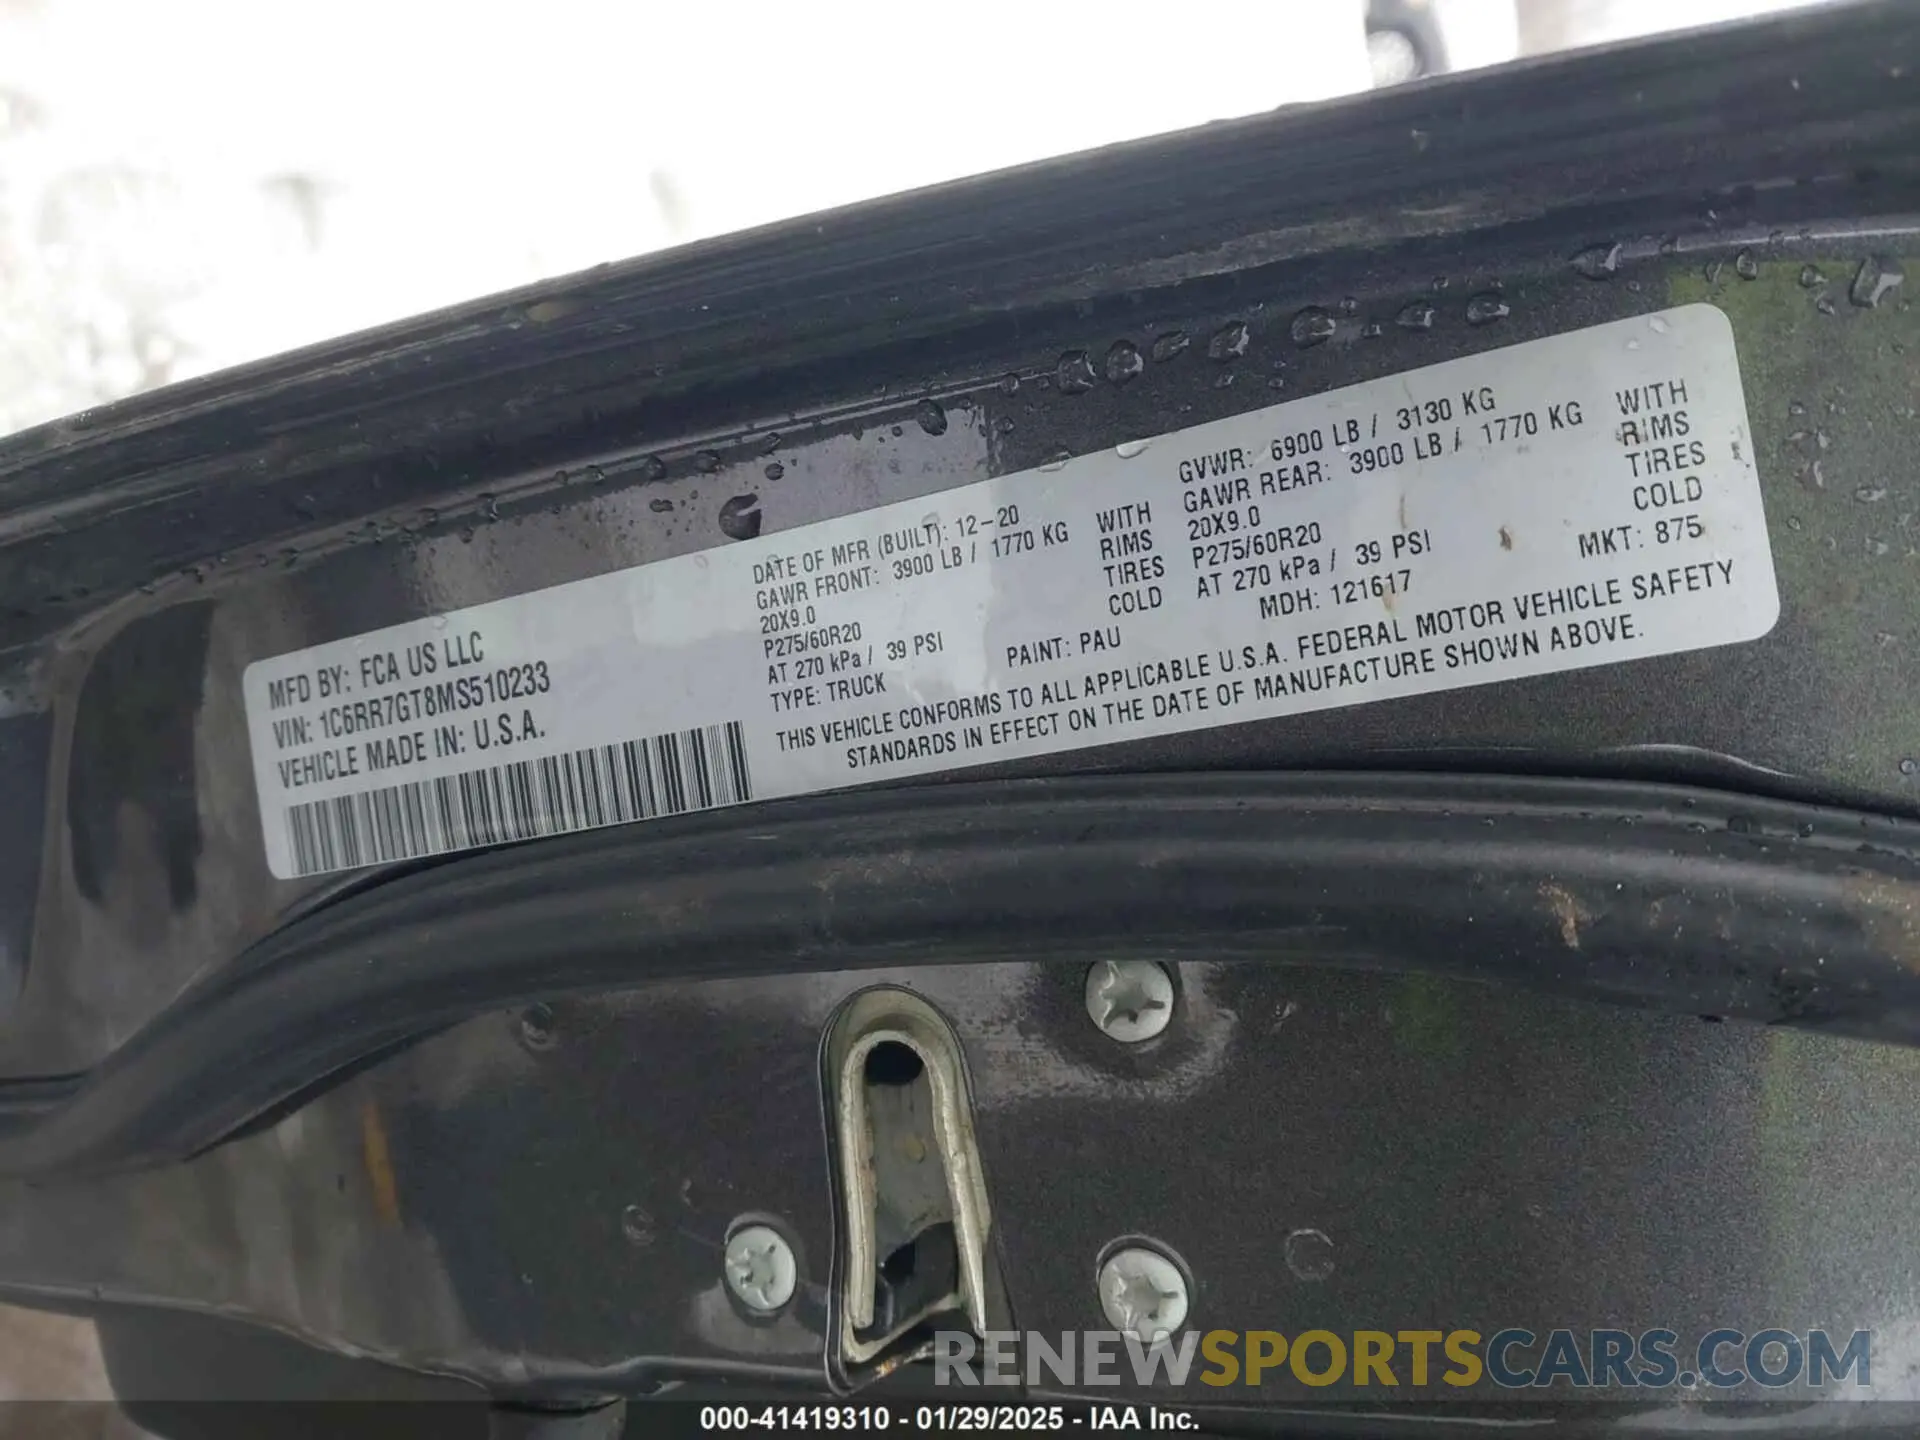 MFD BY: FCA US LLC
VIN: 1C6RR7GT8MS510233
VEHICLE MADE IN: U.S.A.
DATE OF MFR (BUILT): 12-20
GAWR FRONT: 3900 LB / 1770 KG
20X9.0
P275/60R20
AT 270 kPa / 39 PSI
TYPE: TRUCK
WITH
RIMS
TIRES
COLD
PAINT: PAU
GVWR: 6900 LB / 3130 KG
GAWR REAR: 3900 LB / 1770 KG
20X9.0
P275/60R20
AT 270 kPa / 39 PSI
MDH: 121617
WITH
RIMS
TIRES
COLD
MKT: 875
THIS VEHICLE CONFORMS TO ALL APPLICABLE U.S.A. FEDERAL MOTOR VEHICLE SAFETY
STANDARDS IN EFFECT ON THE DATE OF MANUFACTURE SHOWN ABOVE.
RENEWSPORTSCARS.COM
000-41419310 - 01/29/2025 - IAA Inc.